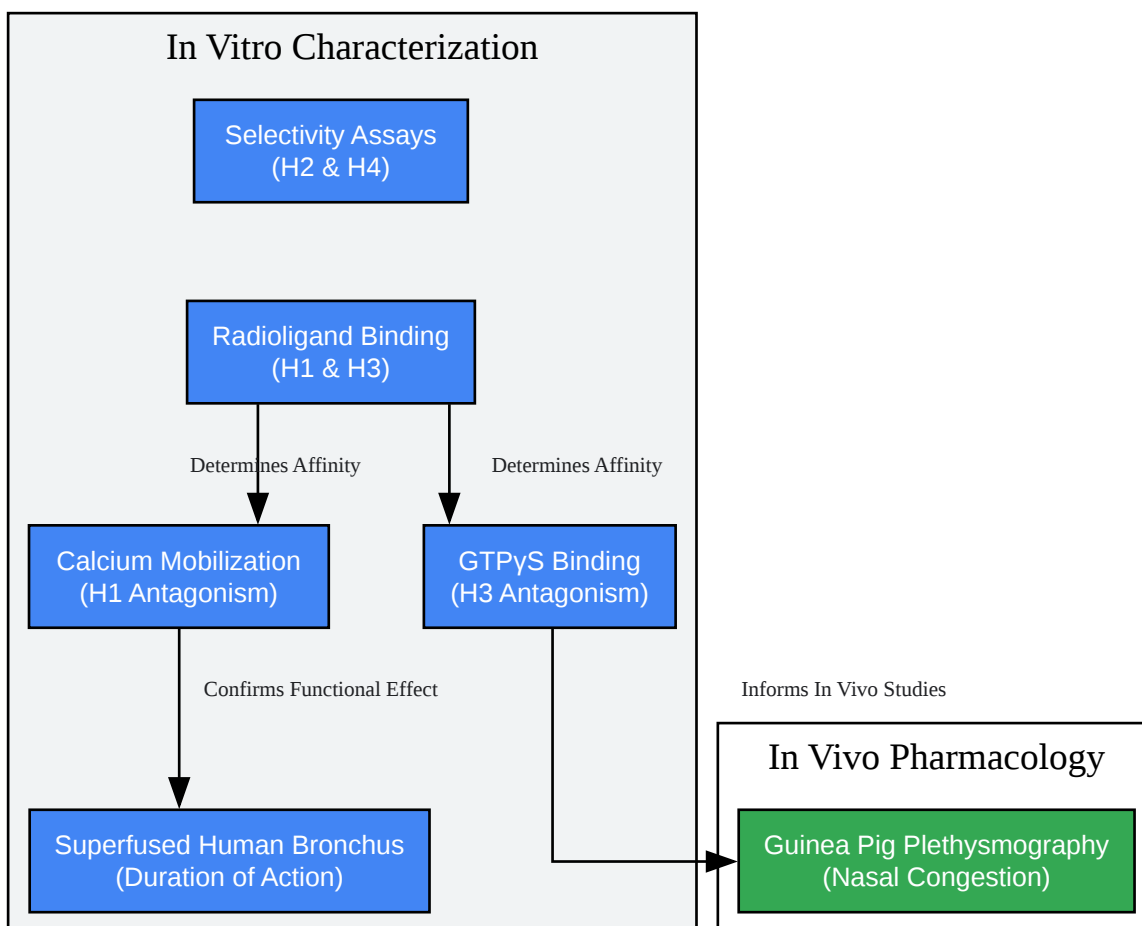 In Vitro Characterization
Selectivity Assays
(H2 & H4)
Radioligand Binding
(H1 & H3)
Determines Affinity
Determines Affinity
Calcium Mobilization
(H1 Antagonism)
GTPγS Binding
(H3 Antagonism)
Confirms Functional Effect
Informs In Vivo Studies
In Vivo Pharmacology
Superfused Human Bronchus
(Duration of Action)
Guinea Pig Plethysmography
(Nasal Congestion)